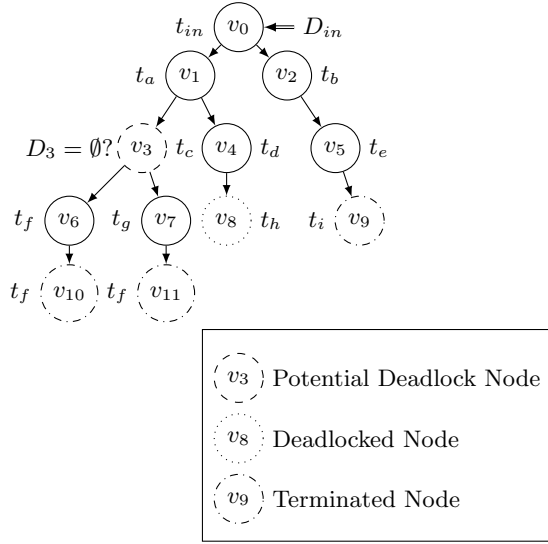 t_in v_0 D_in
t_a v_1 v_2 t_b
D_3 = ∅? v_3 t_c v_4 t_d v_5 t_e
t_f v_6 t_g v_7 v_8 t_h t_i v_9
t_f v_10 t_f v_11
v_3 Potential Deadlock Node
v_8 Deadlocked Node
v_9 Terminated Node